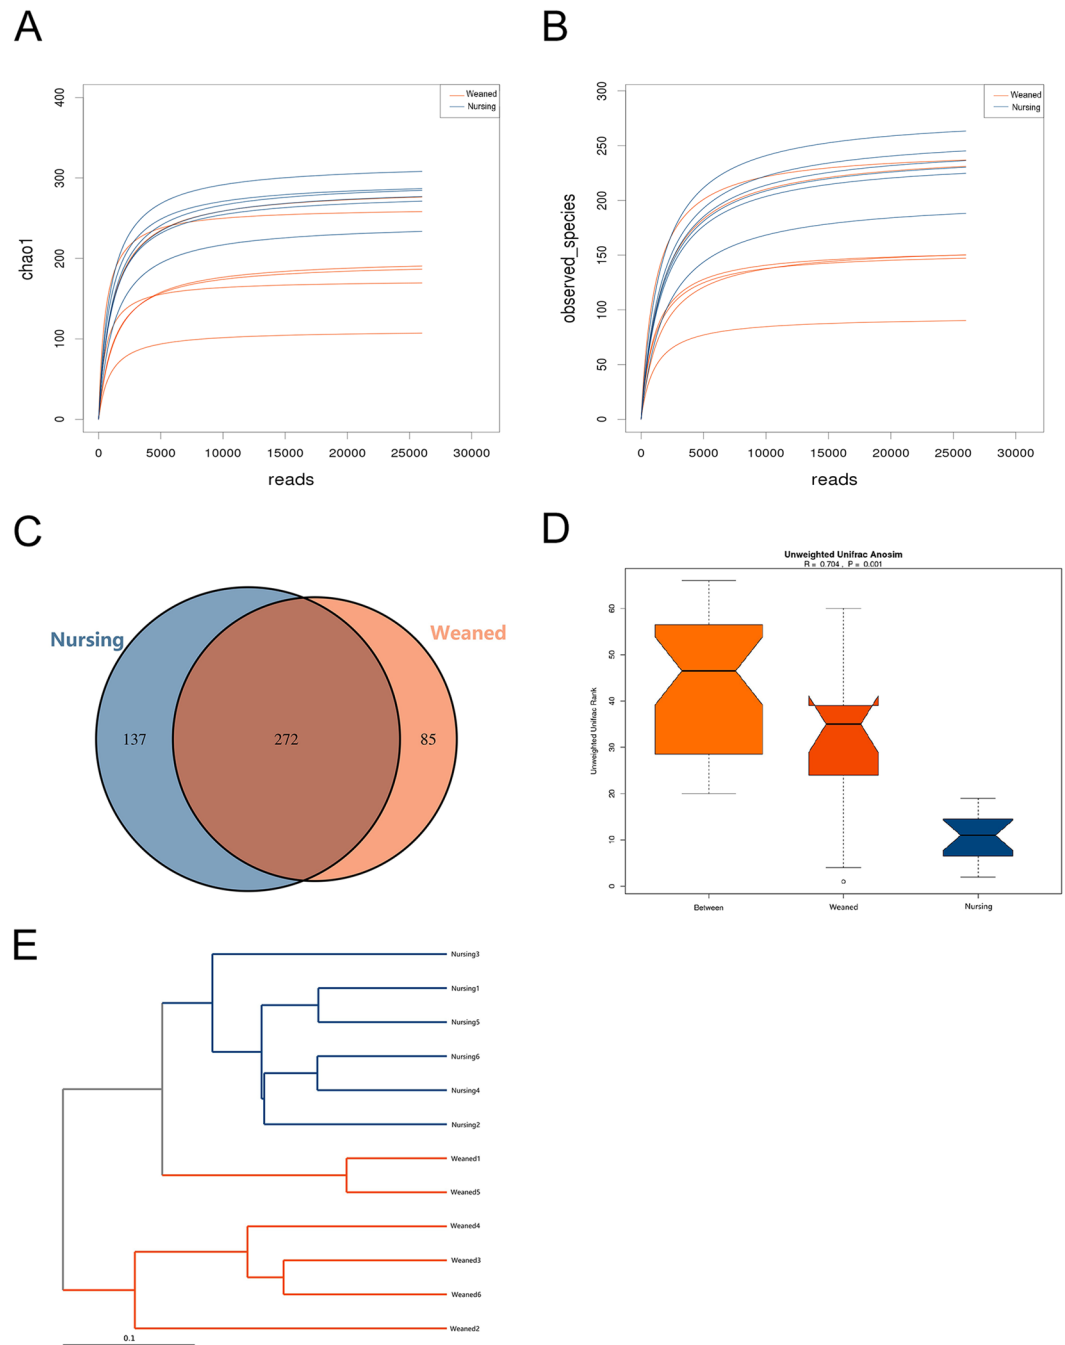 A
B
400
300
200
100
0
chao1
Weaned
Nursing
0 5000 10000 15000 20000 25000 30000
reads
300
250
200
150
100
50
0
observed_species
Weaned
Nursing
0 5000 10000 15000 20000 25000 30000
reads
C
Nursing
Weaned
137
272
85
D
Unweighted Unifrac Anosim
R = 0.704 , P = 0.001
60
50
40
30
20
10
0
Unweighted Unifrac Rank
Between
Weaned
Nursing
E
Nursing3
Nursing1
Nursing5
Nursing6
Nursing4
Nursing2
Weaned1
Weaned5
Weaned4
Weaned3
Weaned6
Weaned2
0.1